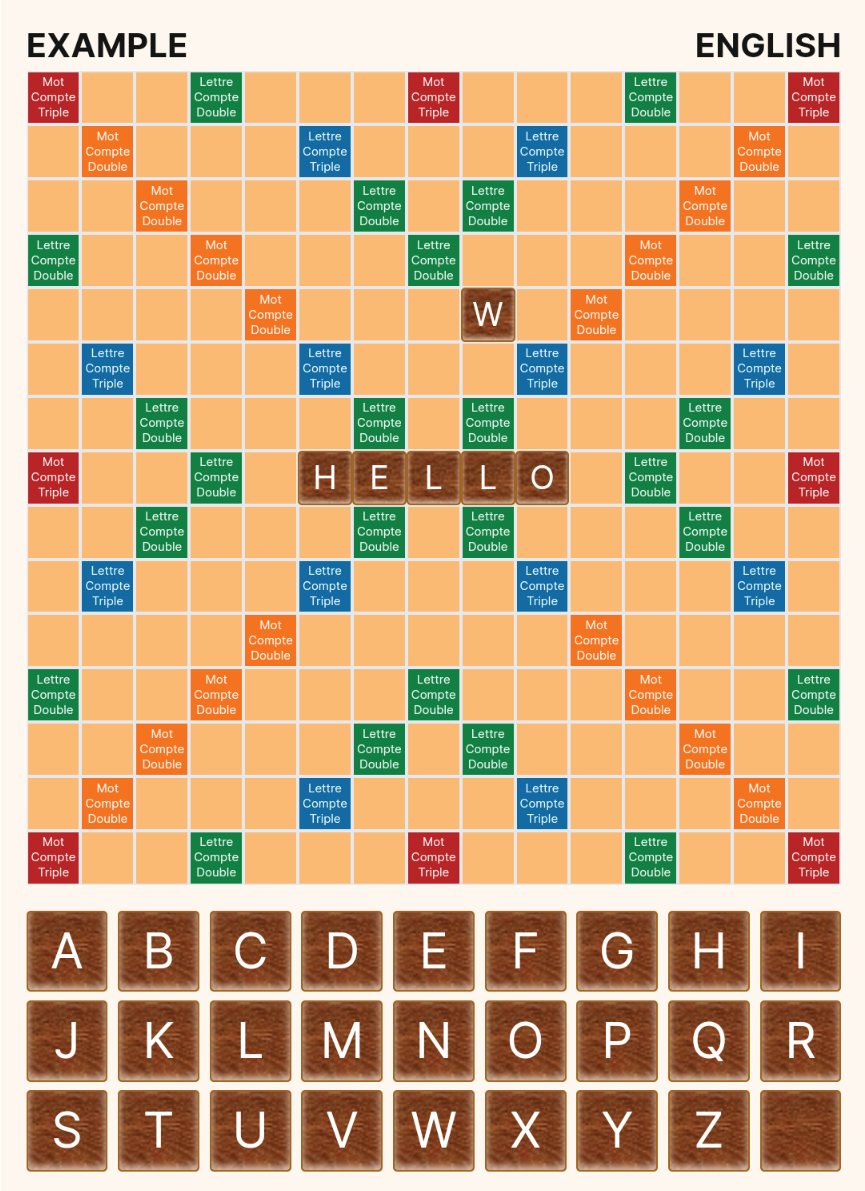 EXAMPLE ENGLISH
Mot Compte Triple Lettre Compte Double Mot Compte Triple Lettre Compte Double Mot Compte Triple
Mot Compte Double Lettre Compte Triple Lettre Compte Triple Mot Compte Double
Mot Compte Double Lettre Compte Double Lettre Compte Double Mot Compte Double
Lettre Compte Double Mot Compte Double Lettre Compte Double Mot Compte Double Lettre Compte Double
Mot Compte Double W Mot Compte Double
Lettre Compte Triple Lettre Compte Triple Lettre Compte Triple Lettre Compte Triple
Lettre Compte Double Lettre Compte Double Lettre Compte Double Lettre Compte Double
Mot Compte Triple Lettre Compte Double H E L L O Lettre Compte Double Mot Compte Triple
Lettre Compte Double Lettre Compte Double Lettre Compte Double Lettre Compte Double
Lettre Compte Triple Lettre Compte Triple Lettre Compte Triple Lettre Compte Triple
Mot Compte Double Mot Compte Double
Lettre Compte Double Mot Compte Double Lettre Compte Double Mot Compte Double Lettre Compte Double
Mot Compte Double Lettre Compte Double Lettre Compte Double Mot Compte Double
Mot Compte Double Lettre Compte Triple Lettre Compte Triple Mot Compte Double
Mot Compte Triple Lettre Compte Double Mot Compte Triple Lettre Compte Double Mot Compte Triple
A B C D E F G H I
J K L M N O P Q R
S T U V W X Y Z